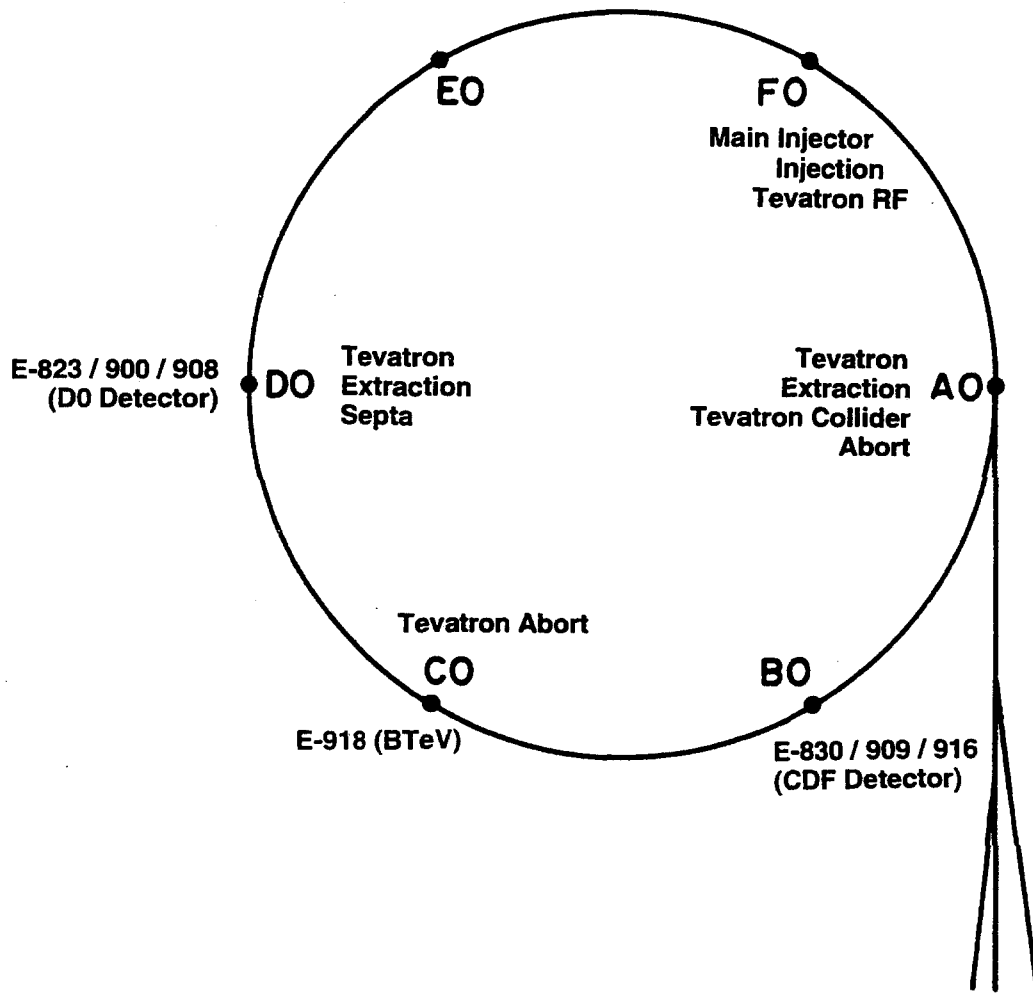 EO
FO
Main Injector
Injection
Tevatron RF
E-823 / 900 / 908
(D0 Detector)
DO
Tevatron
Extraction
Septa
Tevatron
Extraction
Tevatron Collider
Abort
AO
Tevatron Abort
CO
BO
E-918 (BTeV)
E-830 / 909 / 916
(CDF Detector)